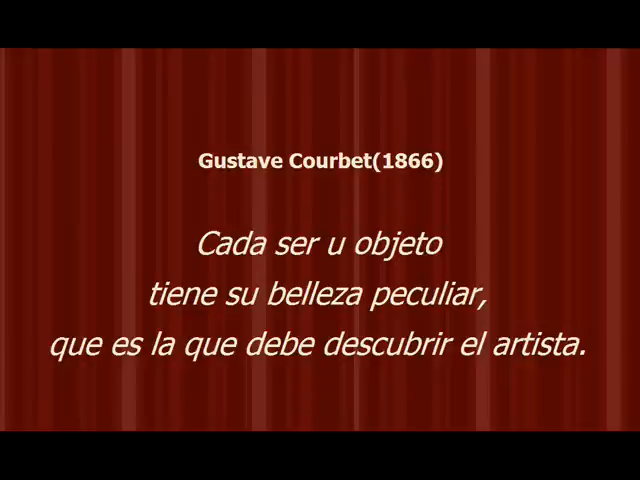 Gustave Courbet(1866)
Cada ser u objeto
tiene su belleza peculiar,
que es la que debe descubrir el artista.